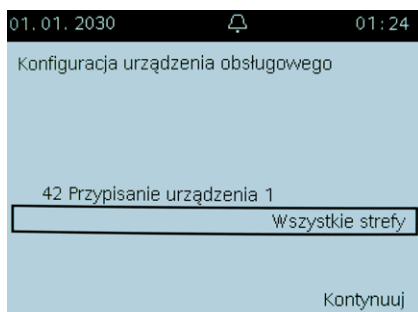 01.01.2030 01:24
Konfiguracja urządzenia obsługowego
42 Przypisanie urządzenia 1
Wszystkie strefy
Kontynuuj